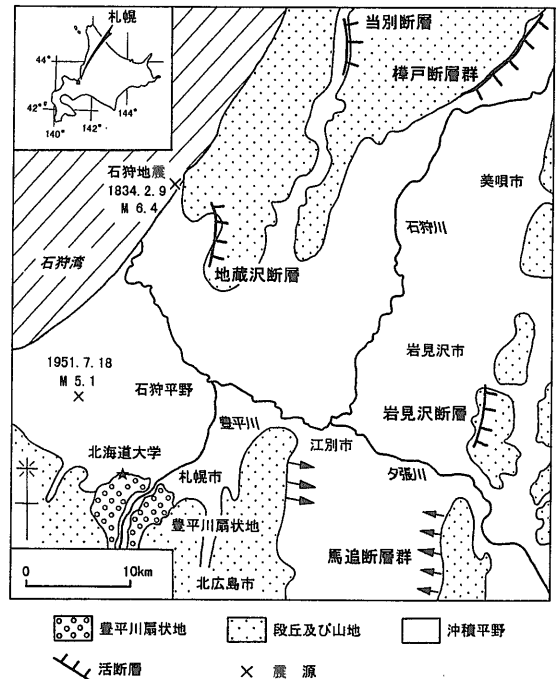 札幌
44°
42°
140°
142°
144°
当別断層
樺戸断層群
石狩地震
1834.2.9
M 6.4
美唄市
石狩川
石狩湾
地蔵沢断層
岩見沢市
1951.7.18
M 5.1
石狩平野
岩見沢断層
豊平川
江別市
北海道大学
夕張川
札幌市
豊平川扇状地
馬追断層群
北広島市
0 10km
豊平川扇状地
段丘及び山地
沖積平野
活断層
震源